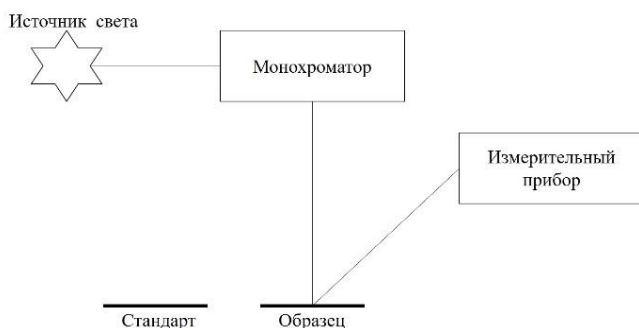 Источник света
Монохроматор
Измерительный
прибор
Стандарт
Образец